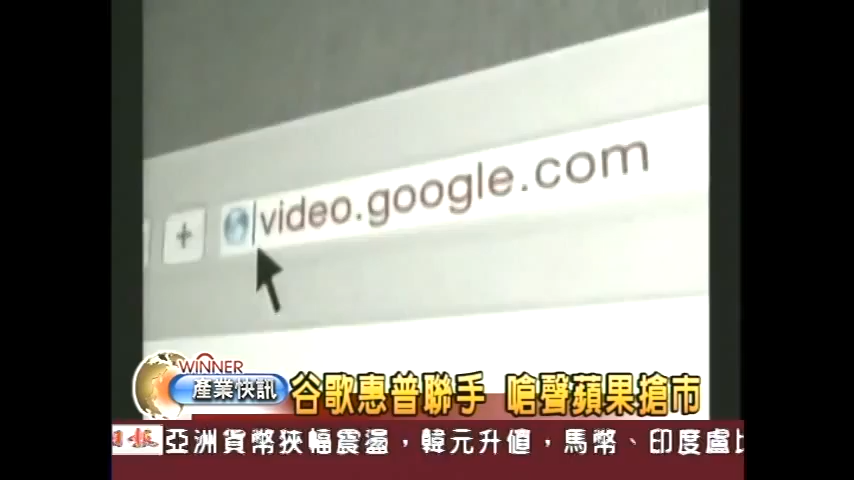 video.google.com
WINNER
產業快訊
谷歌惠普聯手 嗆聲蘋果搶市
日報 亞洲貨幣狹幅震盪，韓元升值，馬幣、印度盧比